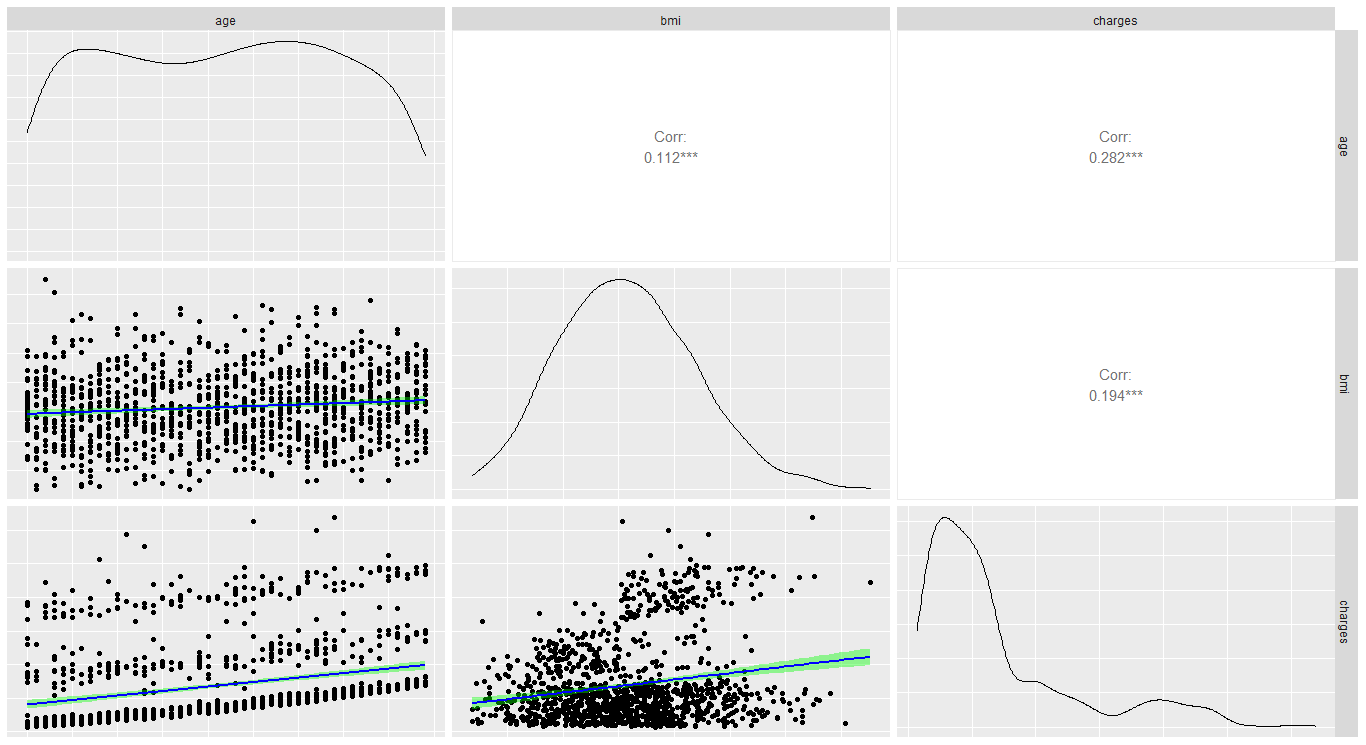 age
bmi
charges
Corr:
0.112***
Corr:
0.282***
age
Corr:
0.194***
bmi
charges